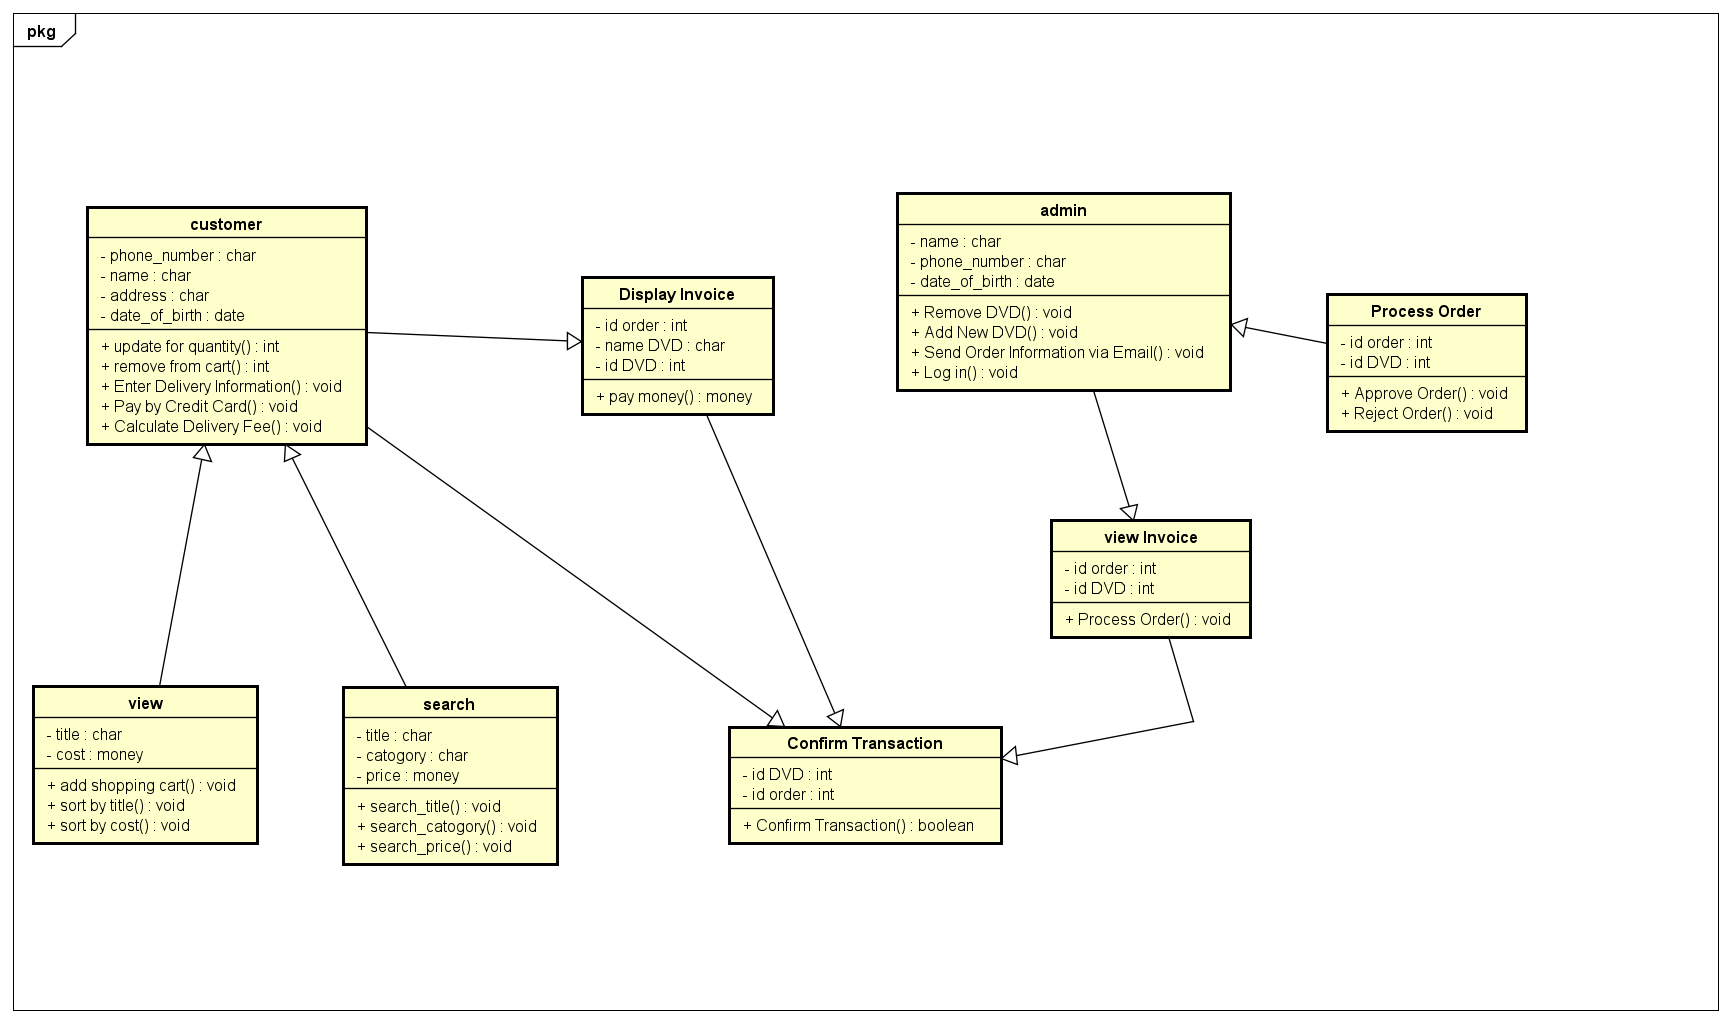 pkg
customer
- phone_number : char
- name : char
- address : char
- date_of_birth : date
+ update for quantity() : int
+ remove from cart() : int
+ Enter Delivery Information() : void
+ Pay by Credit Card() : void
+ Calculate Delivery Fee() : void
Display Invoice
- id order : int
- name DVD : char
- id DVD : int
+ pay money() : money
admin
- name : char
- phone_number : char
- date_of_birth : date
+ Remove DVD() : void
+ Add New DVD() : void
+ Send Order Information via Email() : void
+ Log in() : void
Process Order
- id order : int
- id DVD : int
+ Approve Order() : void
+ Reject Order() : void
view Invoice
- id order : int
- id DVD : int
+ Process Order() : void
view
- title : char
- cost : money
+ add shopping cart() : void
+ sort by title() : void
+ sort by cost() : void
search
- title : char
- catogory : char
- price : money
+ search_title() : void
+ search_catogory() : void
+ search_price() : void
Confirm Transaction
- id DVD : int
- id order : int
+ Confirm Transaction() : boolean